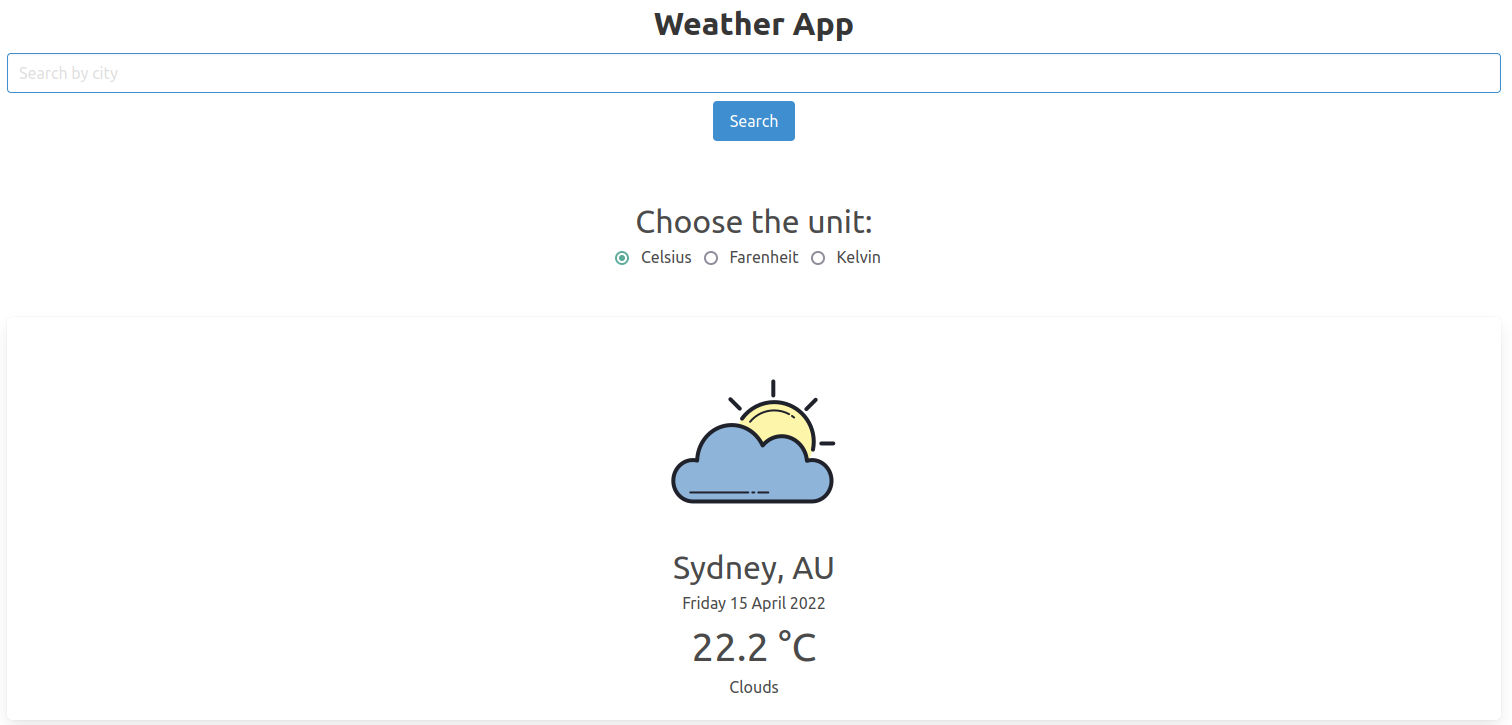 Weather App
Search by city
Search
Choose the unit:
Celsius Farenheit Kelvin
Sydney, AU
Friday 15 April 2022
22.2 °C
Clouds